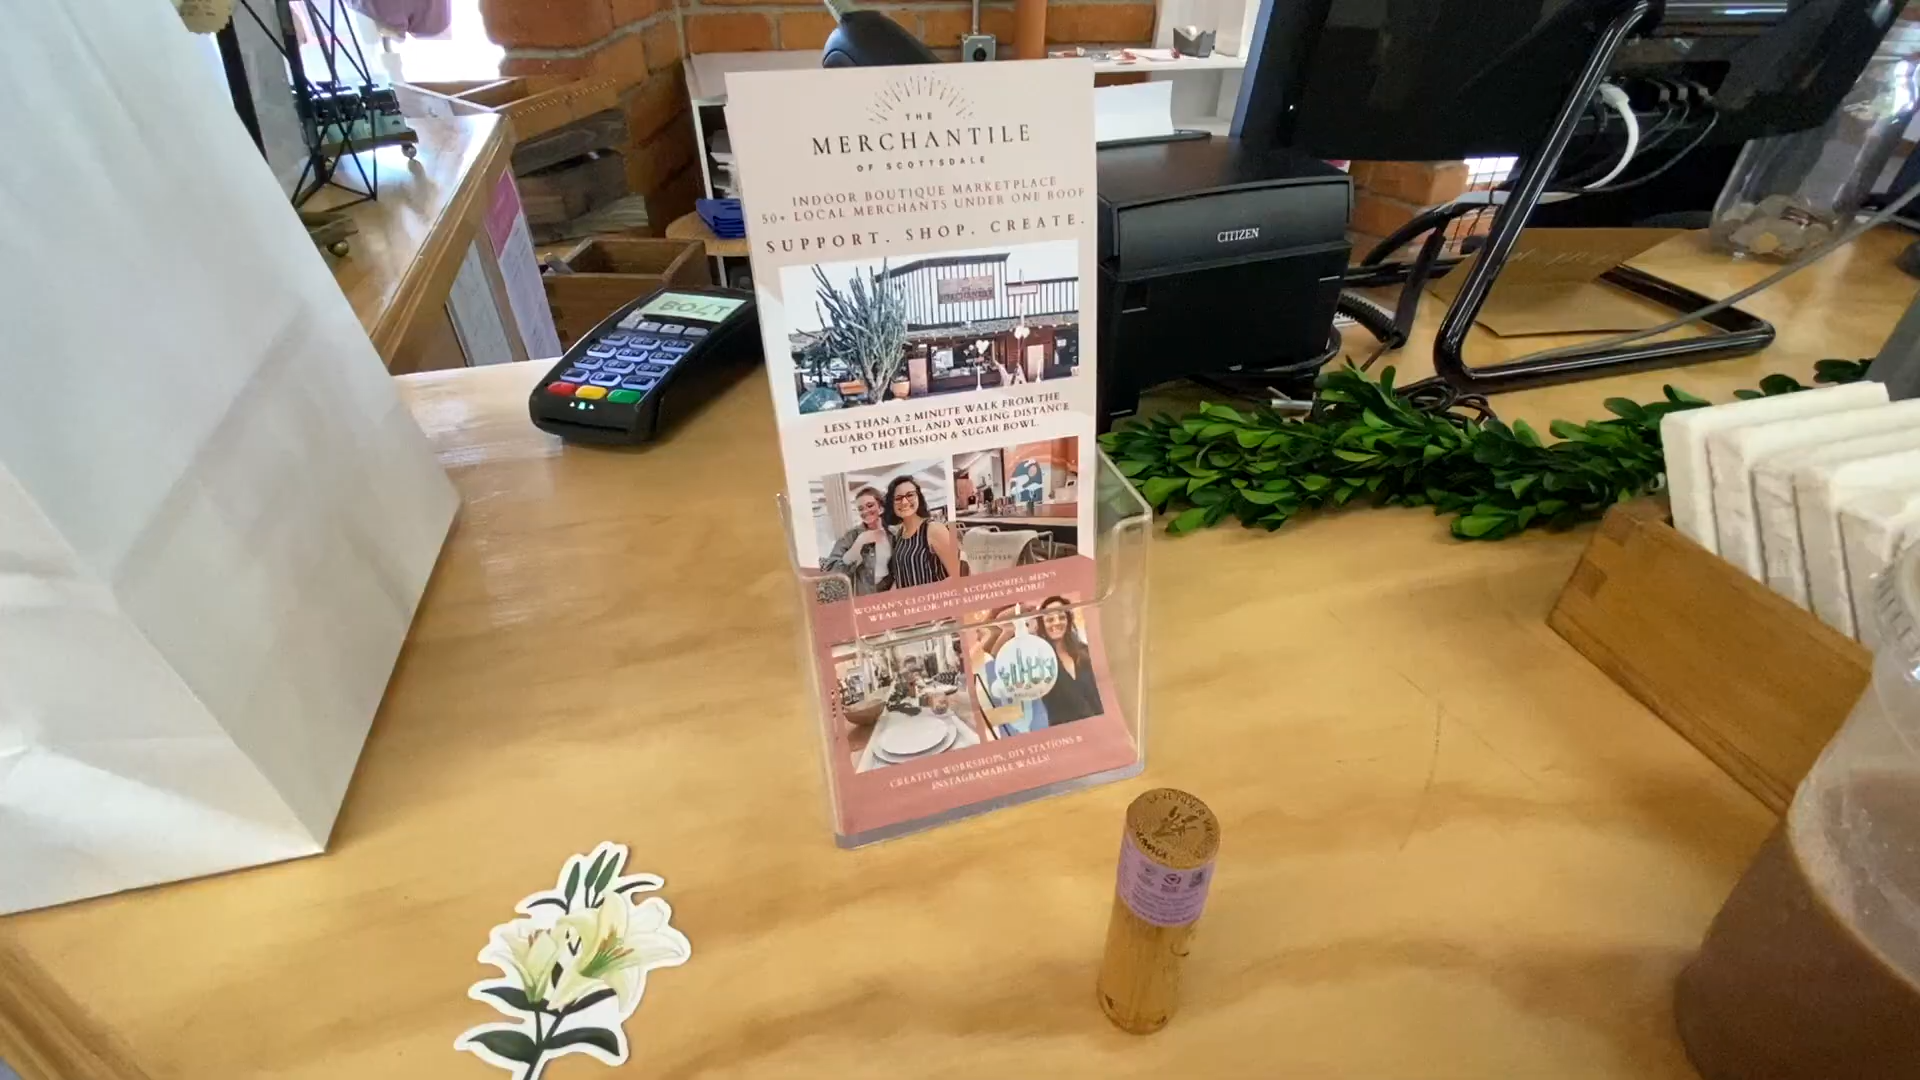 THE
MERCHANTILE
OF SCOTTSDALE
INDOOR BOUTIQUE MARKETPLACE
50+ LOCAL MERCHANTS UNDER ONE ROOF
SUPPORT. SHOP. CREATE.
LESS THAN A 2 MINUTE WALK FROM THE
SAGUARO HOTEL, AND WALKING DISTANCE
TO THE MISSION & SUGAR BOWL.
WOMAN'S CLOTHING, ACCESSORIES, MEN'S
WEAR, DECOR, PET SUPPLIES & MORE!
CREATIVE WORKSHOPS, DIY STATIONS &
INSTAGRAMABLE WALLS!
BOLT
CITIZEN
LAVENDER